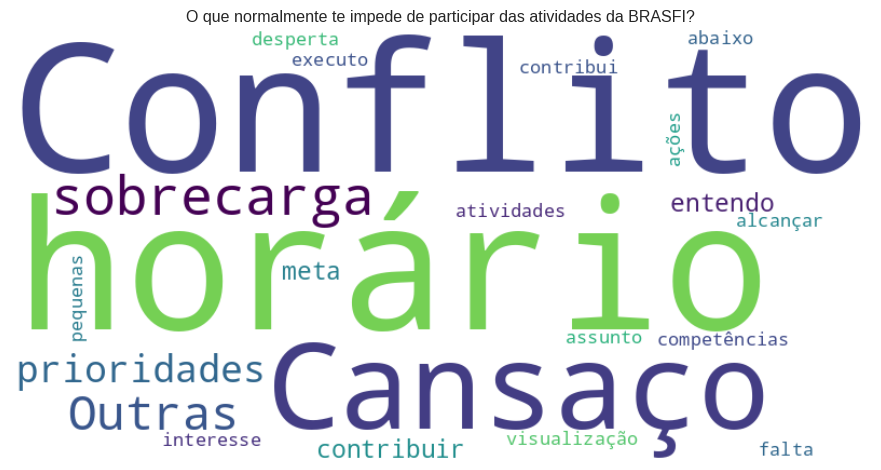 O que normalmente te impede de participar das atividades da BRASFI?
desperta
abaixo
executo
contribui
Conflito
ações
sobrecarga
atividades
entendo
alcançar
horário
meta
pequenas
assunto
competências
prioridades
Cansaço
Outras
interesse
contribuir
visualização
falta